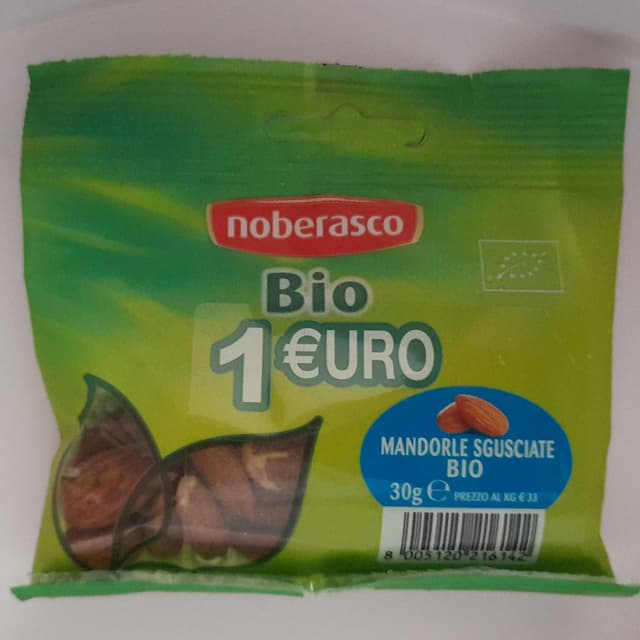 noberasco
Bio
1 €URO
MANDORLE SGUSCIATE
BIO
30g ℮ PREZZO AL KG € 33
8 005120 216142